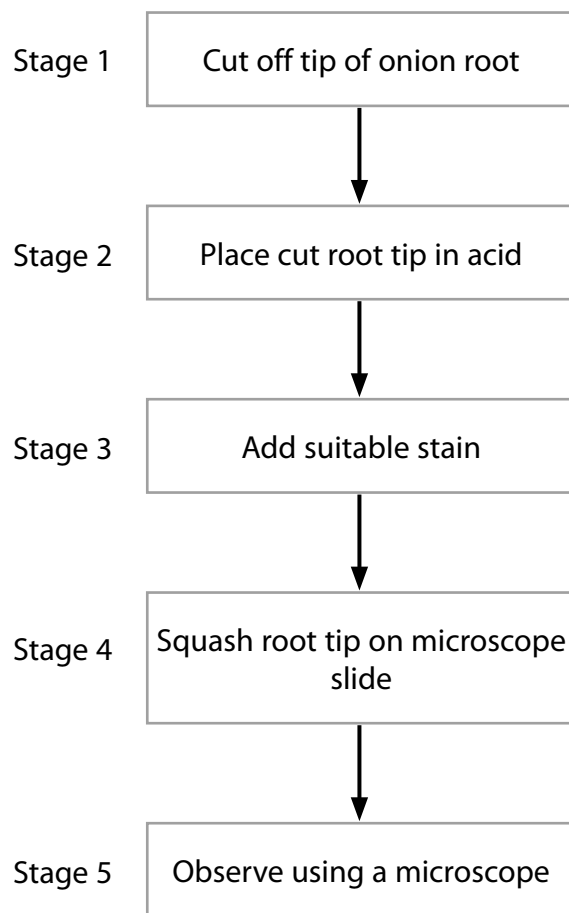 Stage 1
Cut off tip of onion root
Stage 2
Place cut root tip in acid
Stage 3
Add suitable stain
Stage 4
Squash root tip on microscope
slide
Stage 5
Observe using a microscope